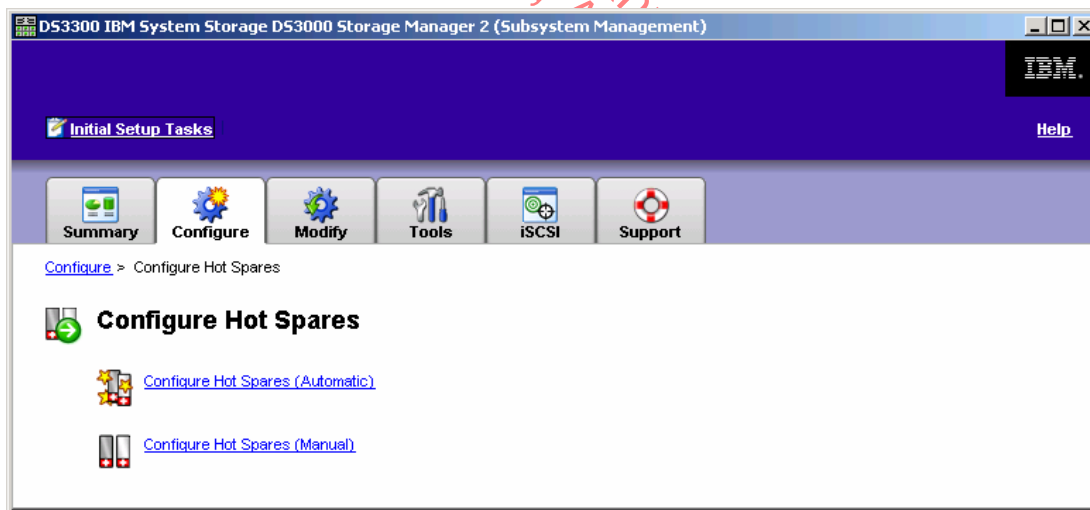 DS3300 IBM System Storage DS3000 Storage Manager 2 (Subsystem Management)
IBM.
Initial Setup Tasks
Help
Summary
Configure
Modify
Tools
iSCSI
Support
Configure > Configure Hot Spares
Configure Hot Spares
Configure Hot Spares (Automatic)
Configure Hot Spares (Manual)